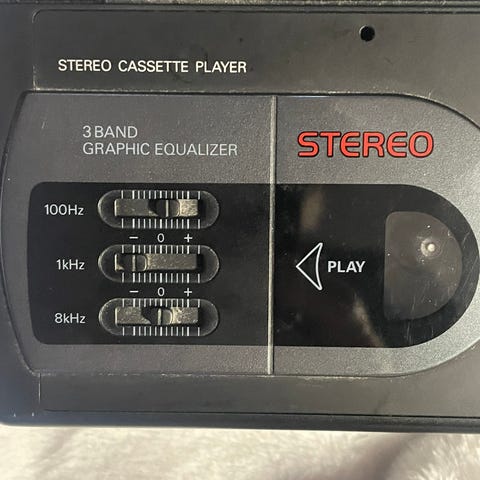 STEREO CASSETTE PLAYER
3 BAND
GRAPHIC EQUALIZER
STEREO
100Hz
− 0 +
1kHz
− 0 +
8kHz
PLAY